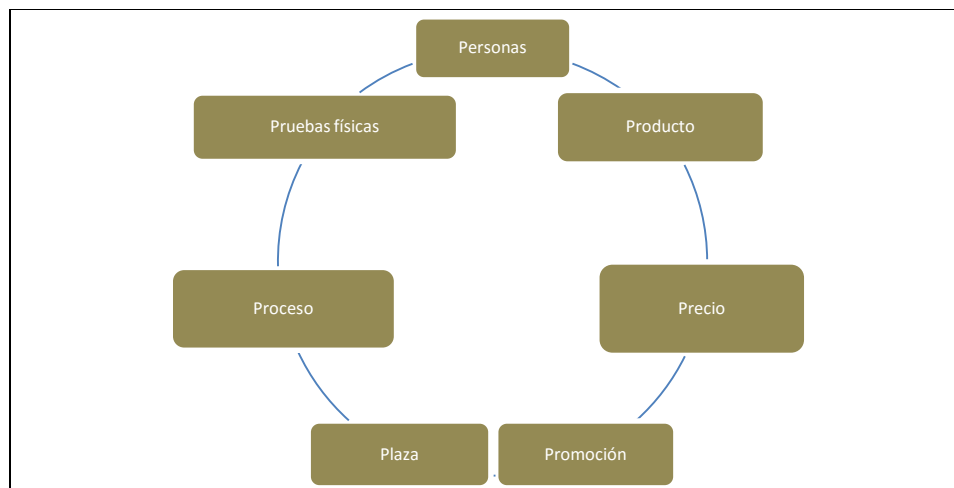 Personas
Pruebas físicas
Producto
Proceso
Precio
Plaza
Promoción